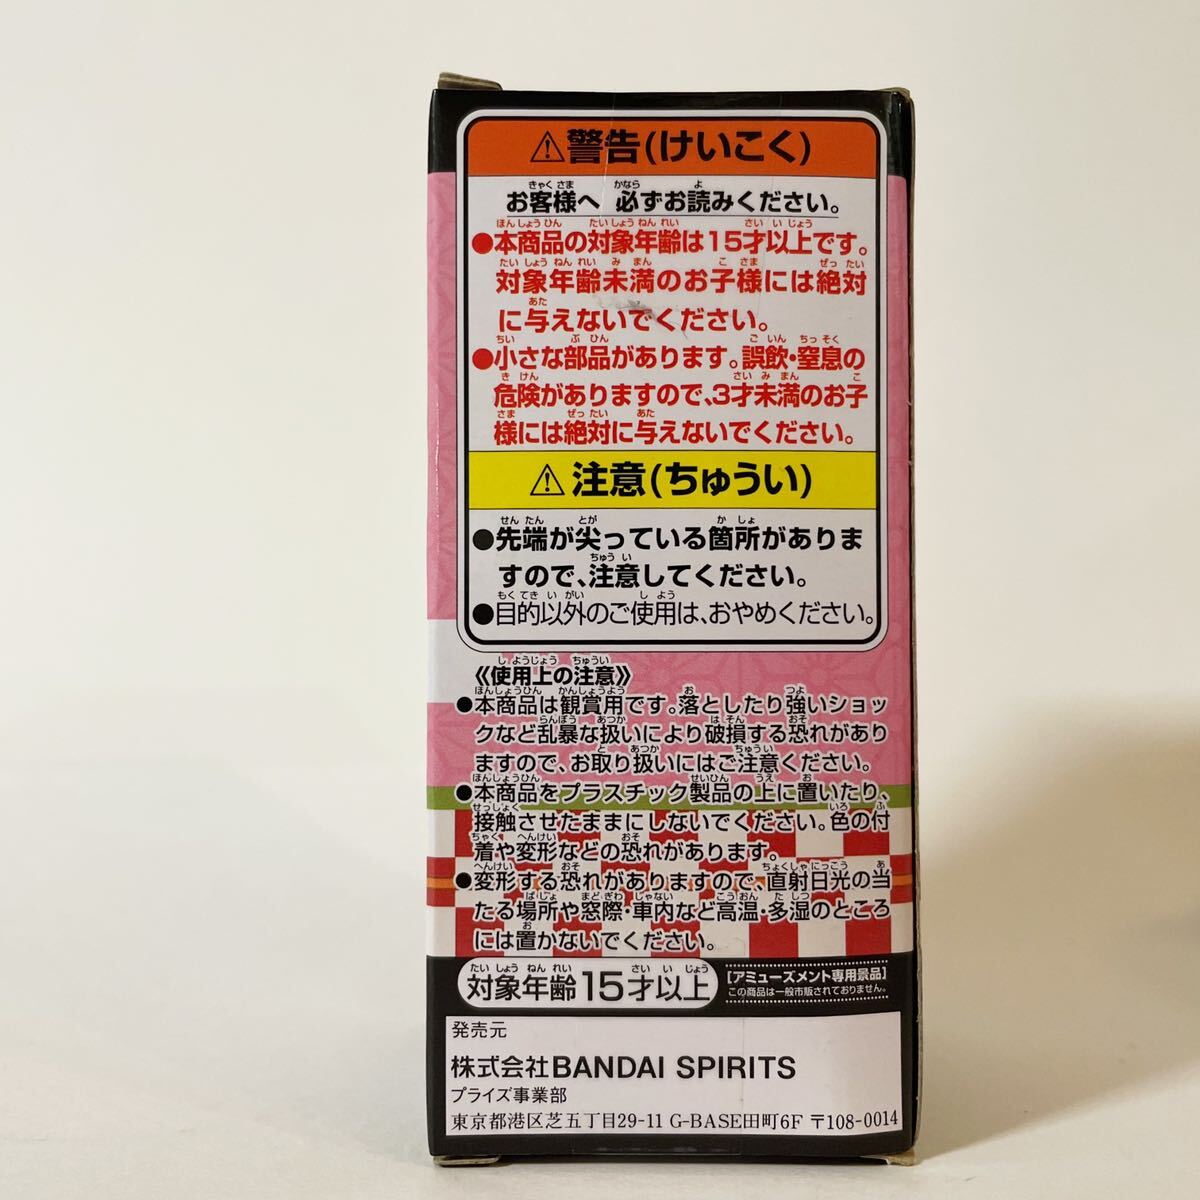 ⚠警告(けいこく)
お客様へ 必ずお読みください。
●本商品の対象年齢は15才以上です。
対象年齢未満のお子様には絶対
に与えないでください。
●小さな部品があります。誤飲・窒息の
危険がありますので、3才未満のお子
様には絶対に与えないでください。
⚠注意(ちゅうい)
●先端が尖っている箇所がありま
すので、注意してください。
●目的以外のご使用は、おやめください。
《使用上の注意》
●本商品は観賞用です。落としたり強いショッ
クなど乱暴な扱いにより破損する恐れがあり
ますので、お取り扱いにはご注意ください。
●本商品をプラスチック製品の上に置いたり、
接触させたままにしないでください。色の付
着や変形などの恐れがあります。
●変形する恐れがありますので、直射日光の当
たる場所や窓際・車内など高温・多湿のところ
には置かないでください。
対象年齢15才以上
[アミューズメント専用景品]
この商品は一般市販されておりません。
発売元
株式会社BANDAI SPIRITS
プライズ事業部
東京都港区芝五丁目29-11 G-BASE田町6F 〒108-0014